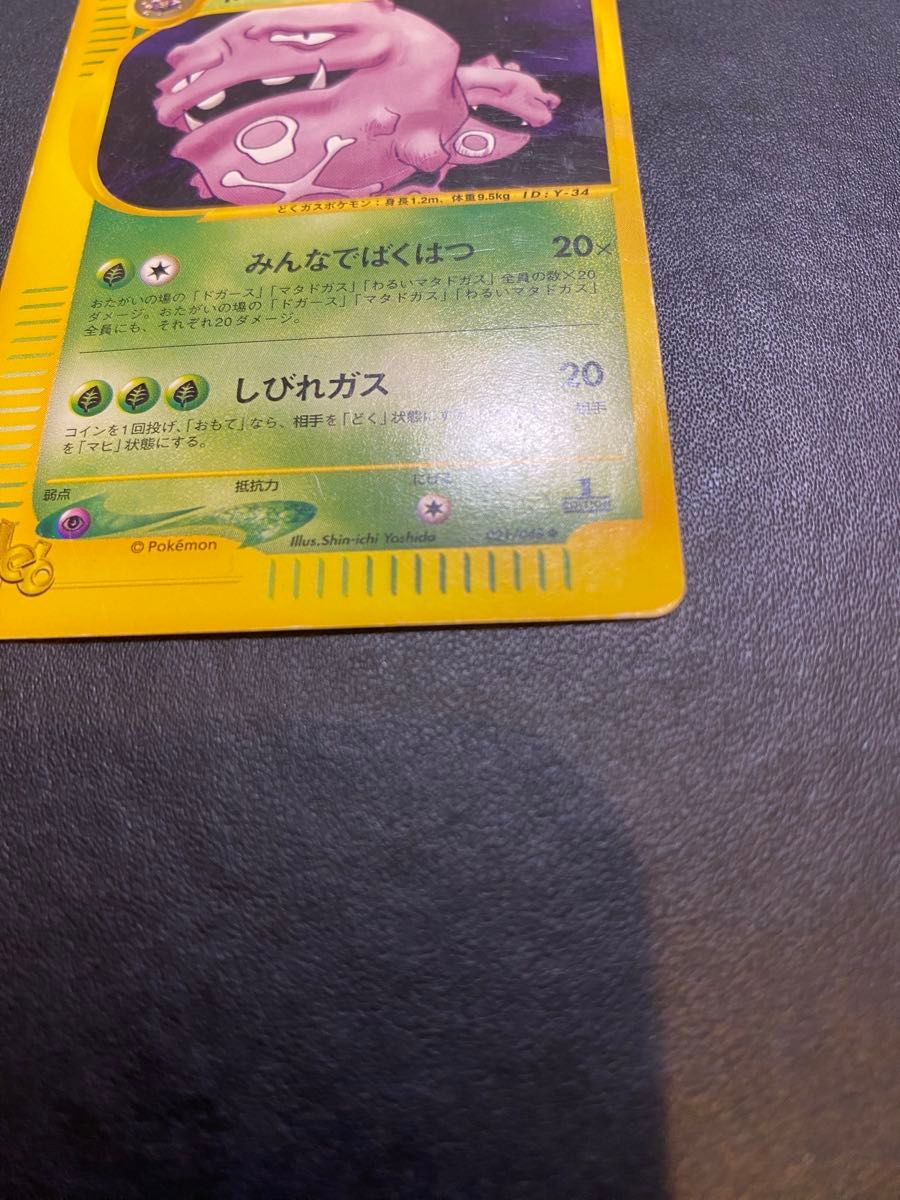 どくガスポケモン:身長1.2m、体重9.5kg ID:Y-34
みんなでばくはつ 20×
おたがいの場の「ドガース」「マタドガス」「わるいマタドガス」全員の数×20
ダメージ。おたがいの場の「ドガース」「マタドガス」「わるいマタドガス」
全員にも、それぞれ20ダメージ。
しびれガス 20
コインを1回投げ、「おもて」なら、相手を「どく」状態にす 相手
を「マヒ」状態にする。
弱点 抵抗力 にげる
1
EDITION
©Pokémon Illus.Shin-ichi Yoshida 021/046